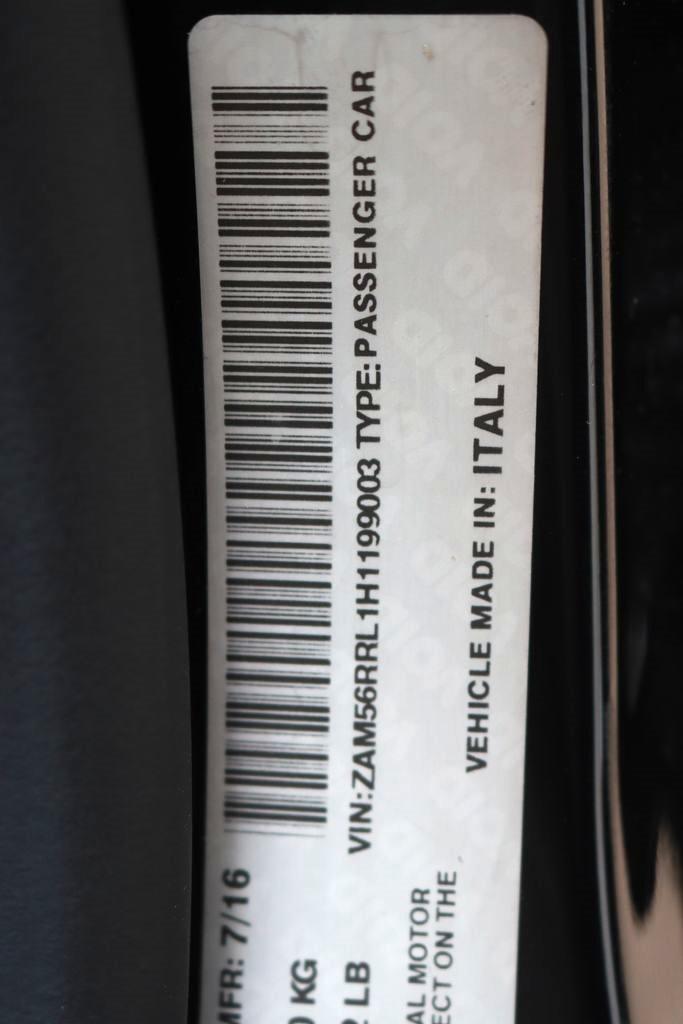 MFR: 7/16
0 KG
LB
VIN:ZAM56RRL1H1199003 TYPE:PASSENGER CAR
AL MOTOR
ECT ON THE
VEHICLE MADE IN: ITALY